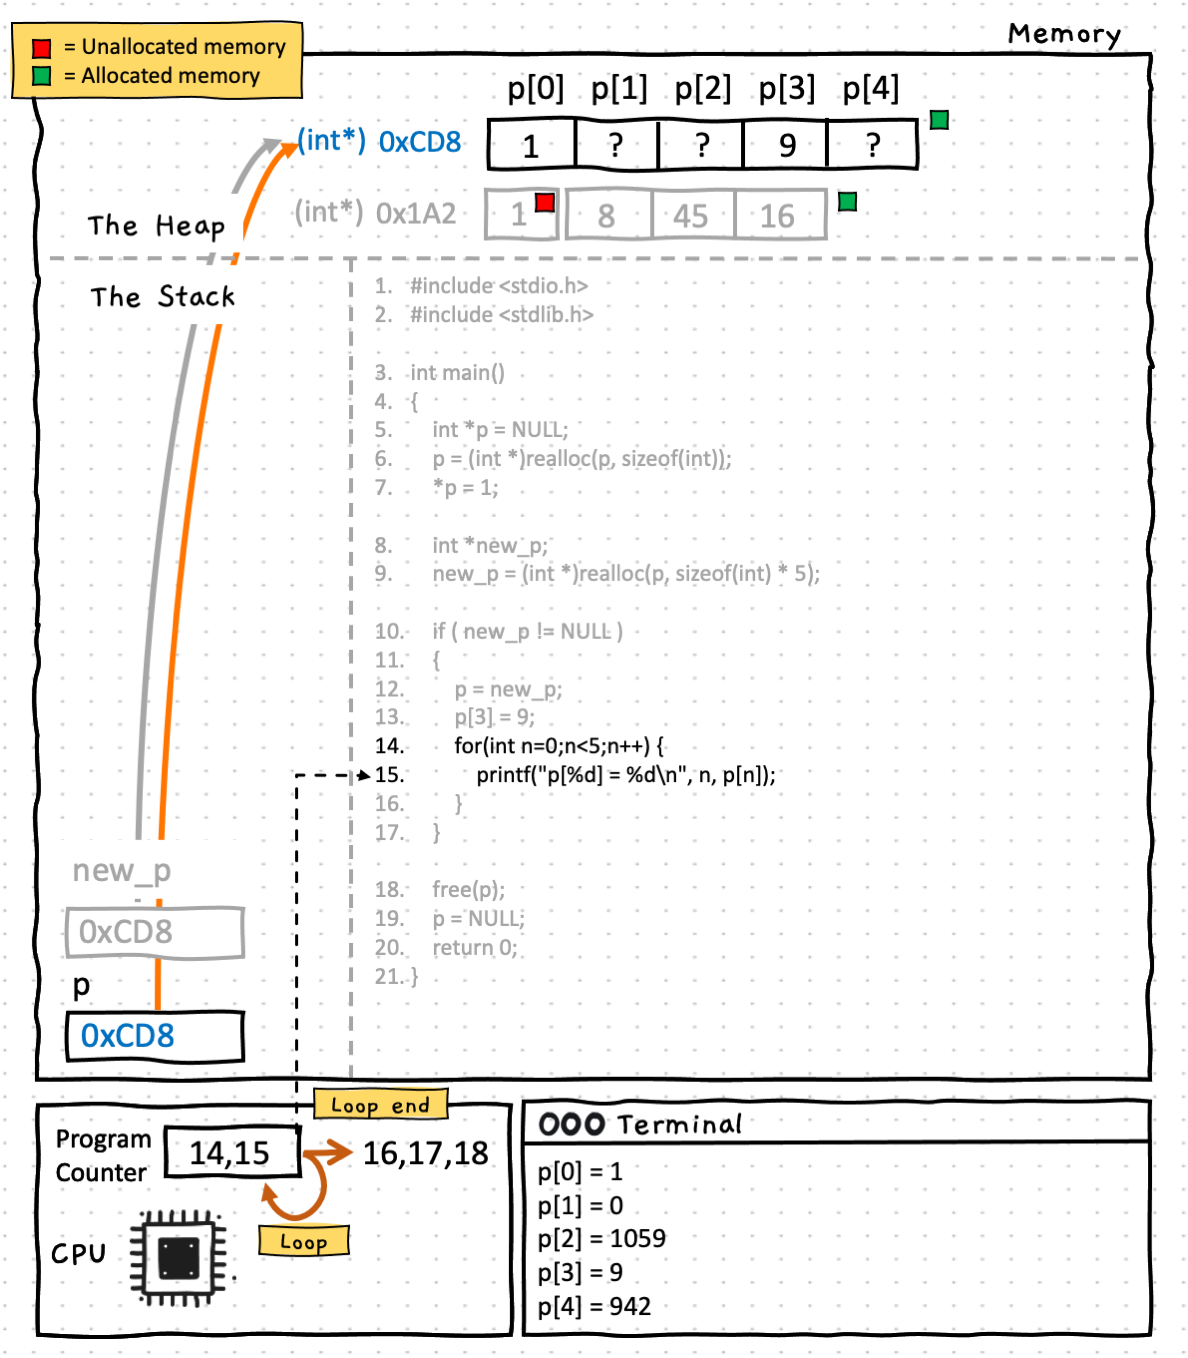 Memory
= Unallocated memory
= Allocated memory
p[0] p[1] p[2] p[3] p[4]
(int*) 0xCD8 1 ? ? 9 ?
(int*) 0x1A2 1 8 45 16
The Heap
The Stack
1. #include <stdio.h>
2. #include <stdlib.h>
3. int main()
4. {
5. int *p = NULL;
6. p = (int *)realloc(p, sizeof(int));
7. *p = 1;
8. int *new_p;
9. new_p = (int *)realloc(p, sizeof(int) * 5);
10. if ( new_p != NULL )
11. {
12. p = new_p;
13. p[3] = 9;
14. for(int n=0;n<5;n++) {
15. printf("p[%d] = %d\n", n, p[n]);
16. }
17. }
18. free(p);
19. p = NULL;
20. return 0;
21. }
new_p
0xCD8
p
0xCD8
Loop end
Program
Counter
14,15
16,17,18
Loop
CPU
Terminal
p[0] = 1
p[1] = 0
p[2] = 1059
p[3] = 9
p[4] = 942